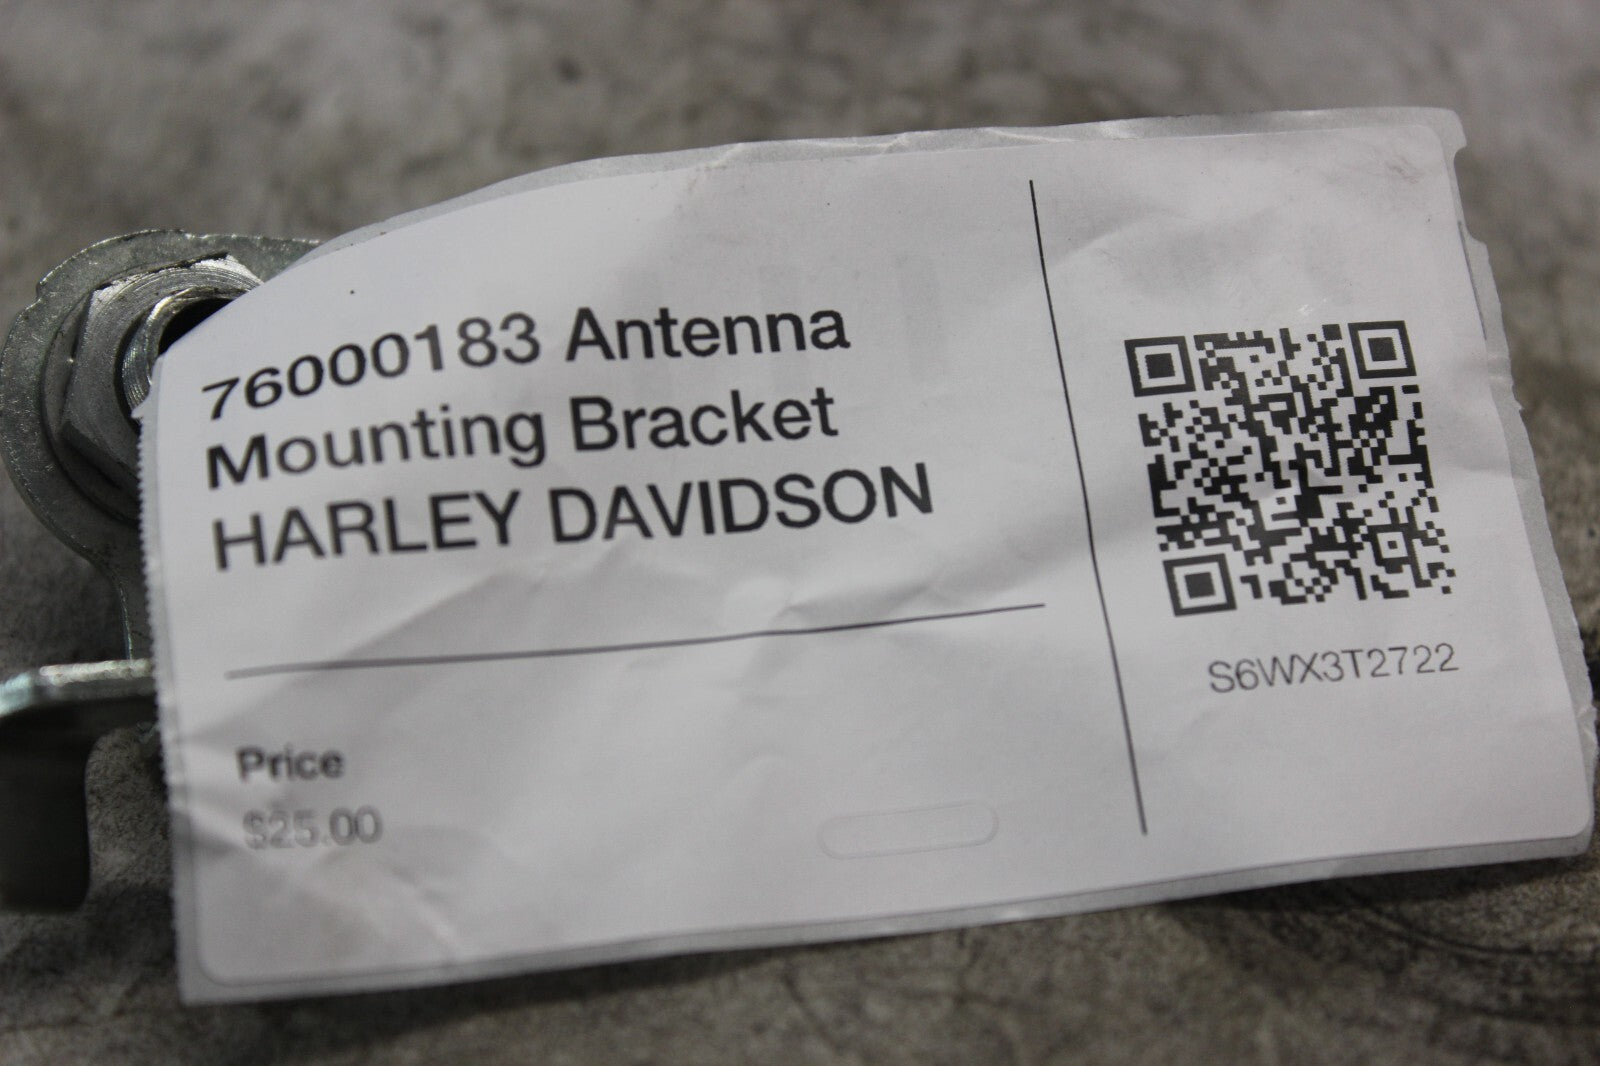 76000183 Antenna
Mounting Bracket
HARLEY DAVIDSON
Price
$25.00
S6WX3T2722